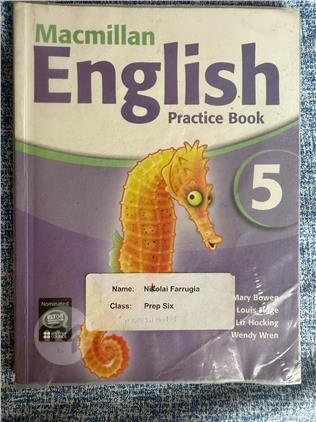 Macmillan
English
Practice Book
5
Name: Nikolai Farrugia
Class: Prep Six
Mary Bowen
Louis
Liz Hocking
Wendy Wren
Nominated
ELTON